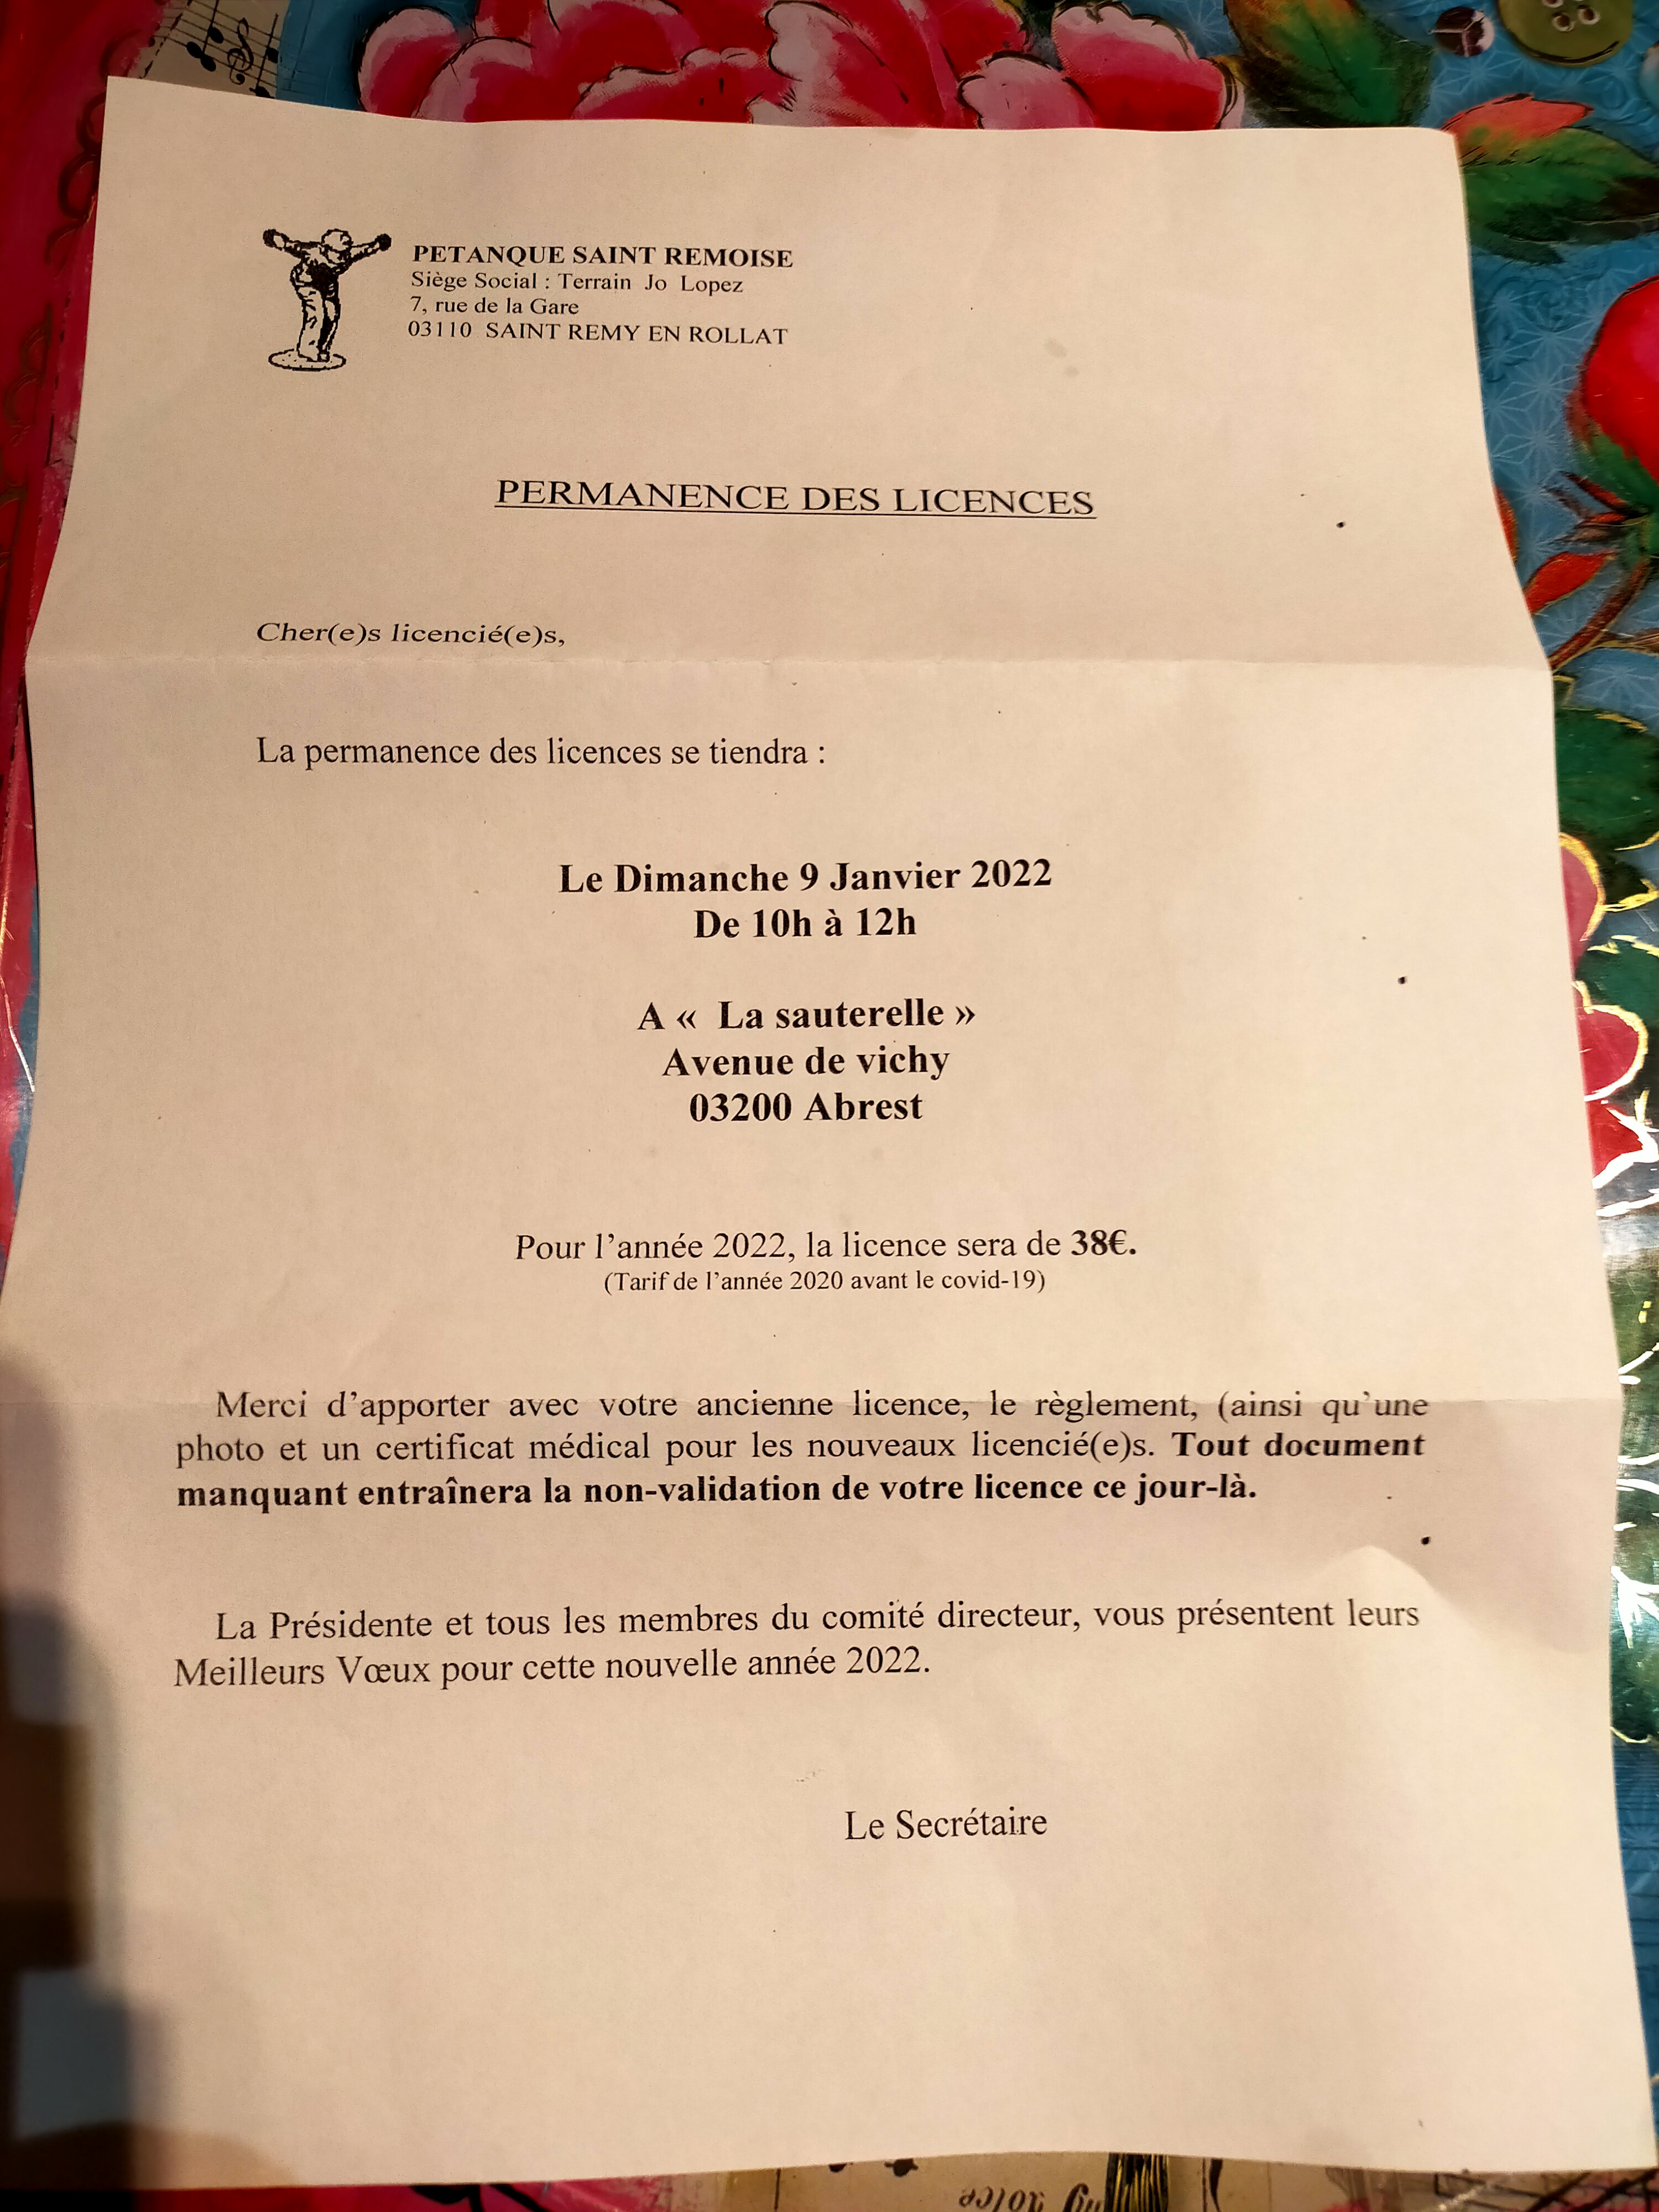 PETANQUE SAINT REMOISE
Siège Social : Terrain Jo Lopez
7, rue de la Gare
03110 SAINT REMY EN ROLLAT
PERMANENCE DES LICENCES
Cher(e)s licencié(e)s,
La permanence des licences se tiendra :
Le Dimanche 9 Janvier 2022
De 10h à 12h
A « La sauterelle »
Avenue de vichy
03200 Abrest
Pour l'année 2022, la licence sera de 38€.
(Tarif de l'année 2020 avant le covid-19)
Merci d'apporter avec votre ancienne licence, le règlement, (ainsi qu'une
photo et un certificat médical pour les nouveaux licencié(e)s. Tout document
manquant entraînera la non-validation de votre licence ce jour-là.
La Présidente et tous les membres du comité directeur, vous présentent leurs
Meilleurs Vœux pour cette nouvelle année 2022.
Le Secrétaire